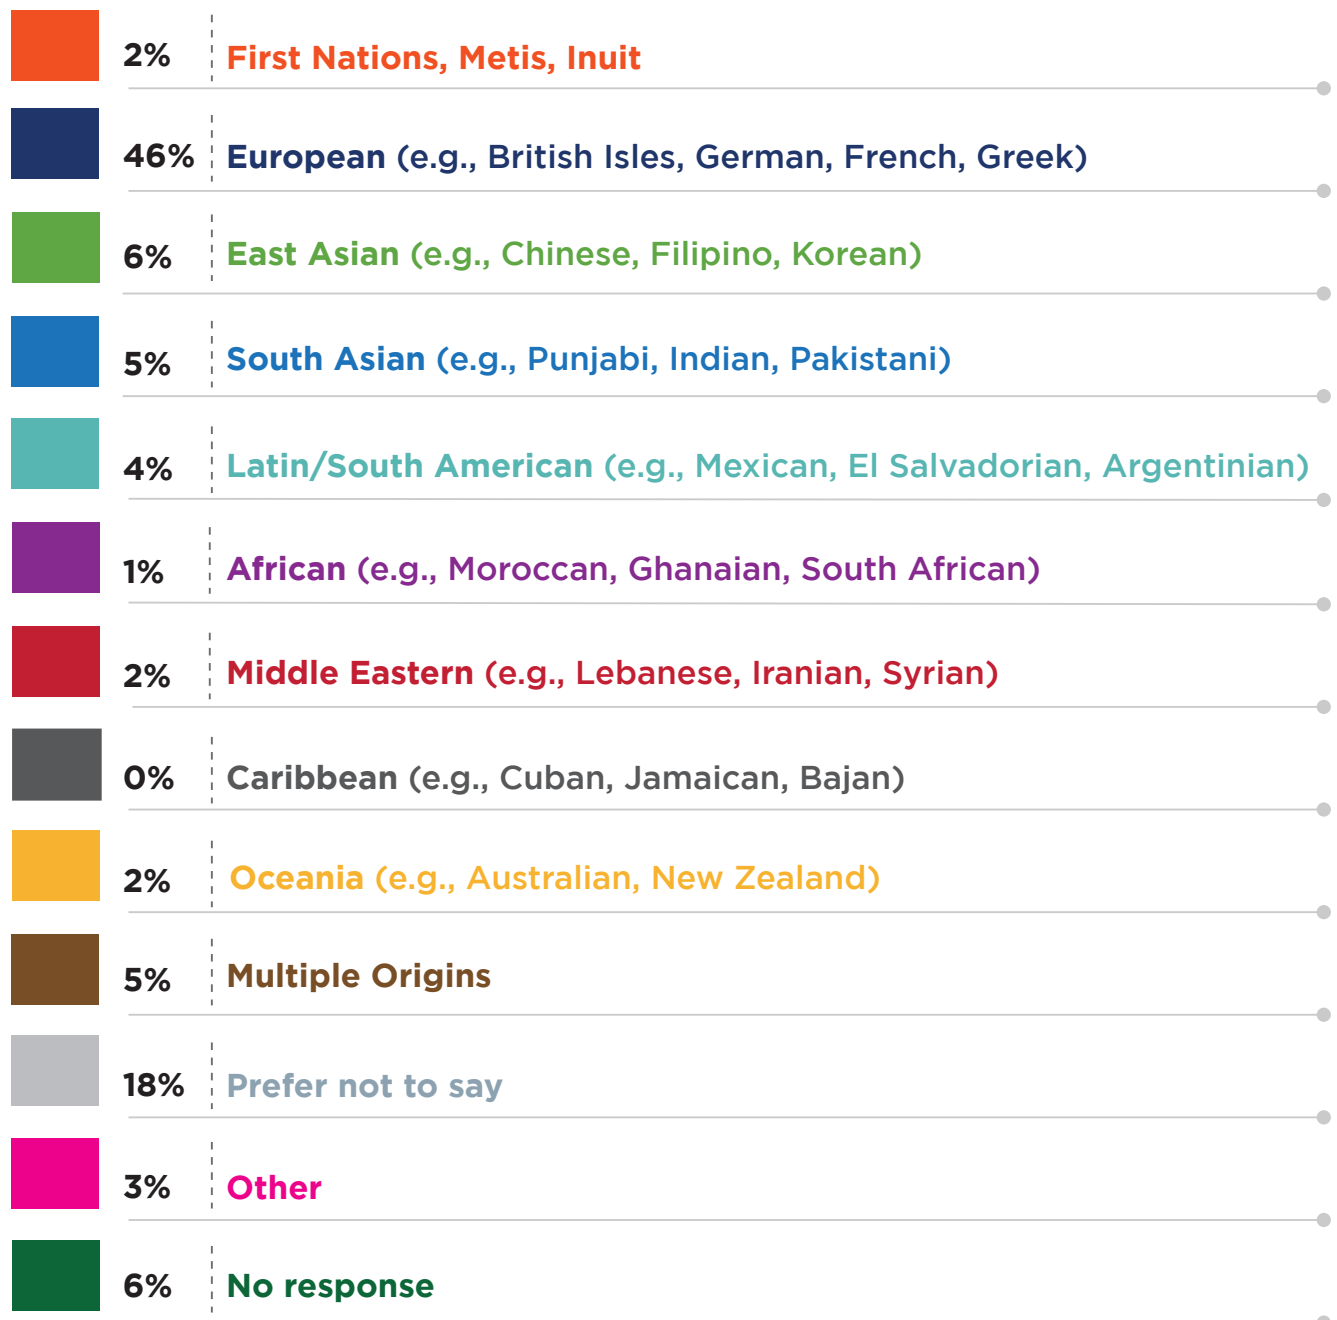 2% First Nations, Metis, Inuit
46% European (e.g., British Isles, German, French, Greek)
6% East Asian (e.g., Chinese, Filipino, Korean)
5% South Asian (e.g., Punjabi, Indian, Pakistani)
4% Latin/South American (e.g., Mexican, El Salvadorian, Argentinian)
1% African (e.g., Moroccan, Ghanaian, South African)
2% Middle Eastern (e.g., Lebanese, Iranian, Syrian)
0% Caribbean (e.g., Cuban, Jamaican, Bajan)
2% Oceania (e.g., Australian, New Zealand)
5% Multiple Origins
18% Prefer not to say
3% Other
6% No response